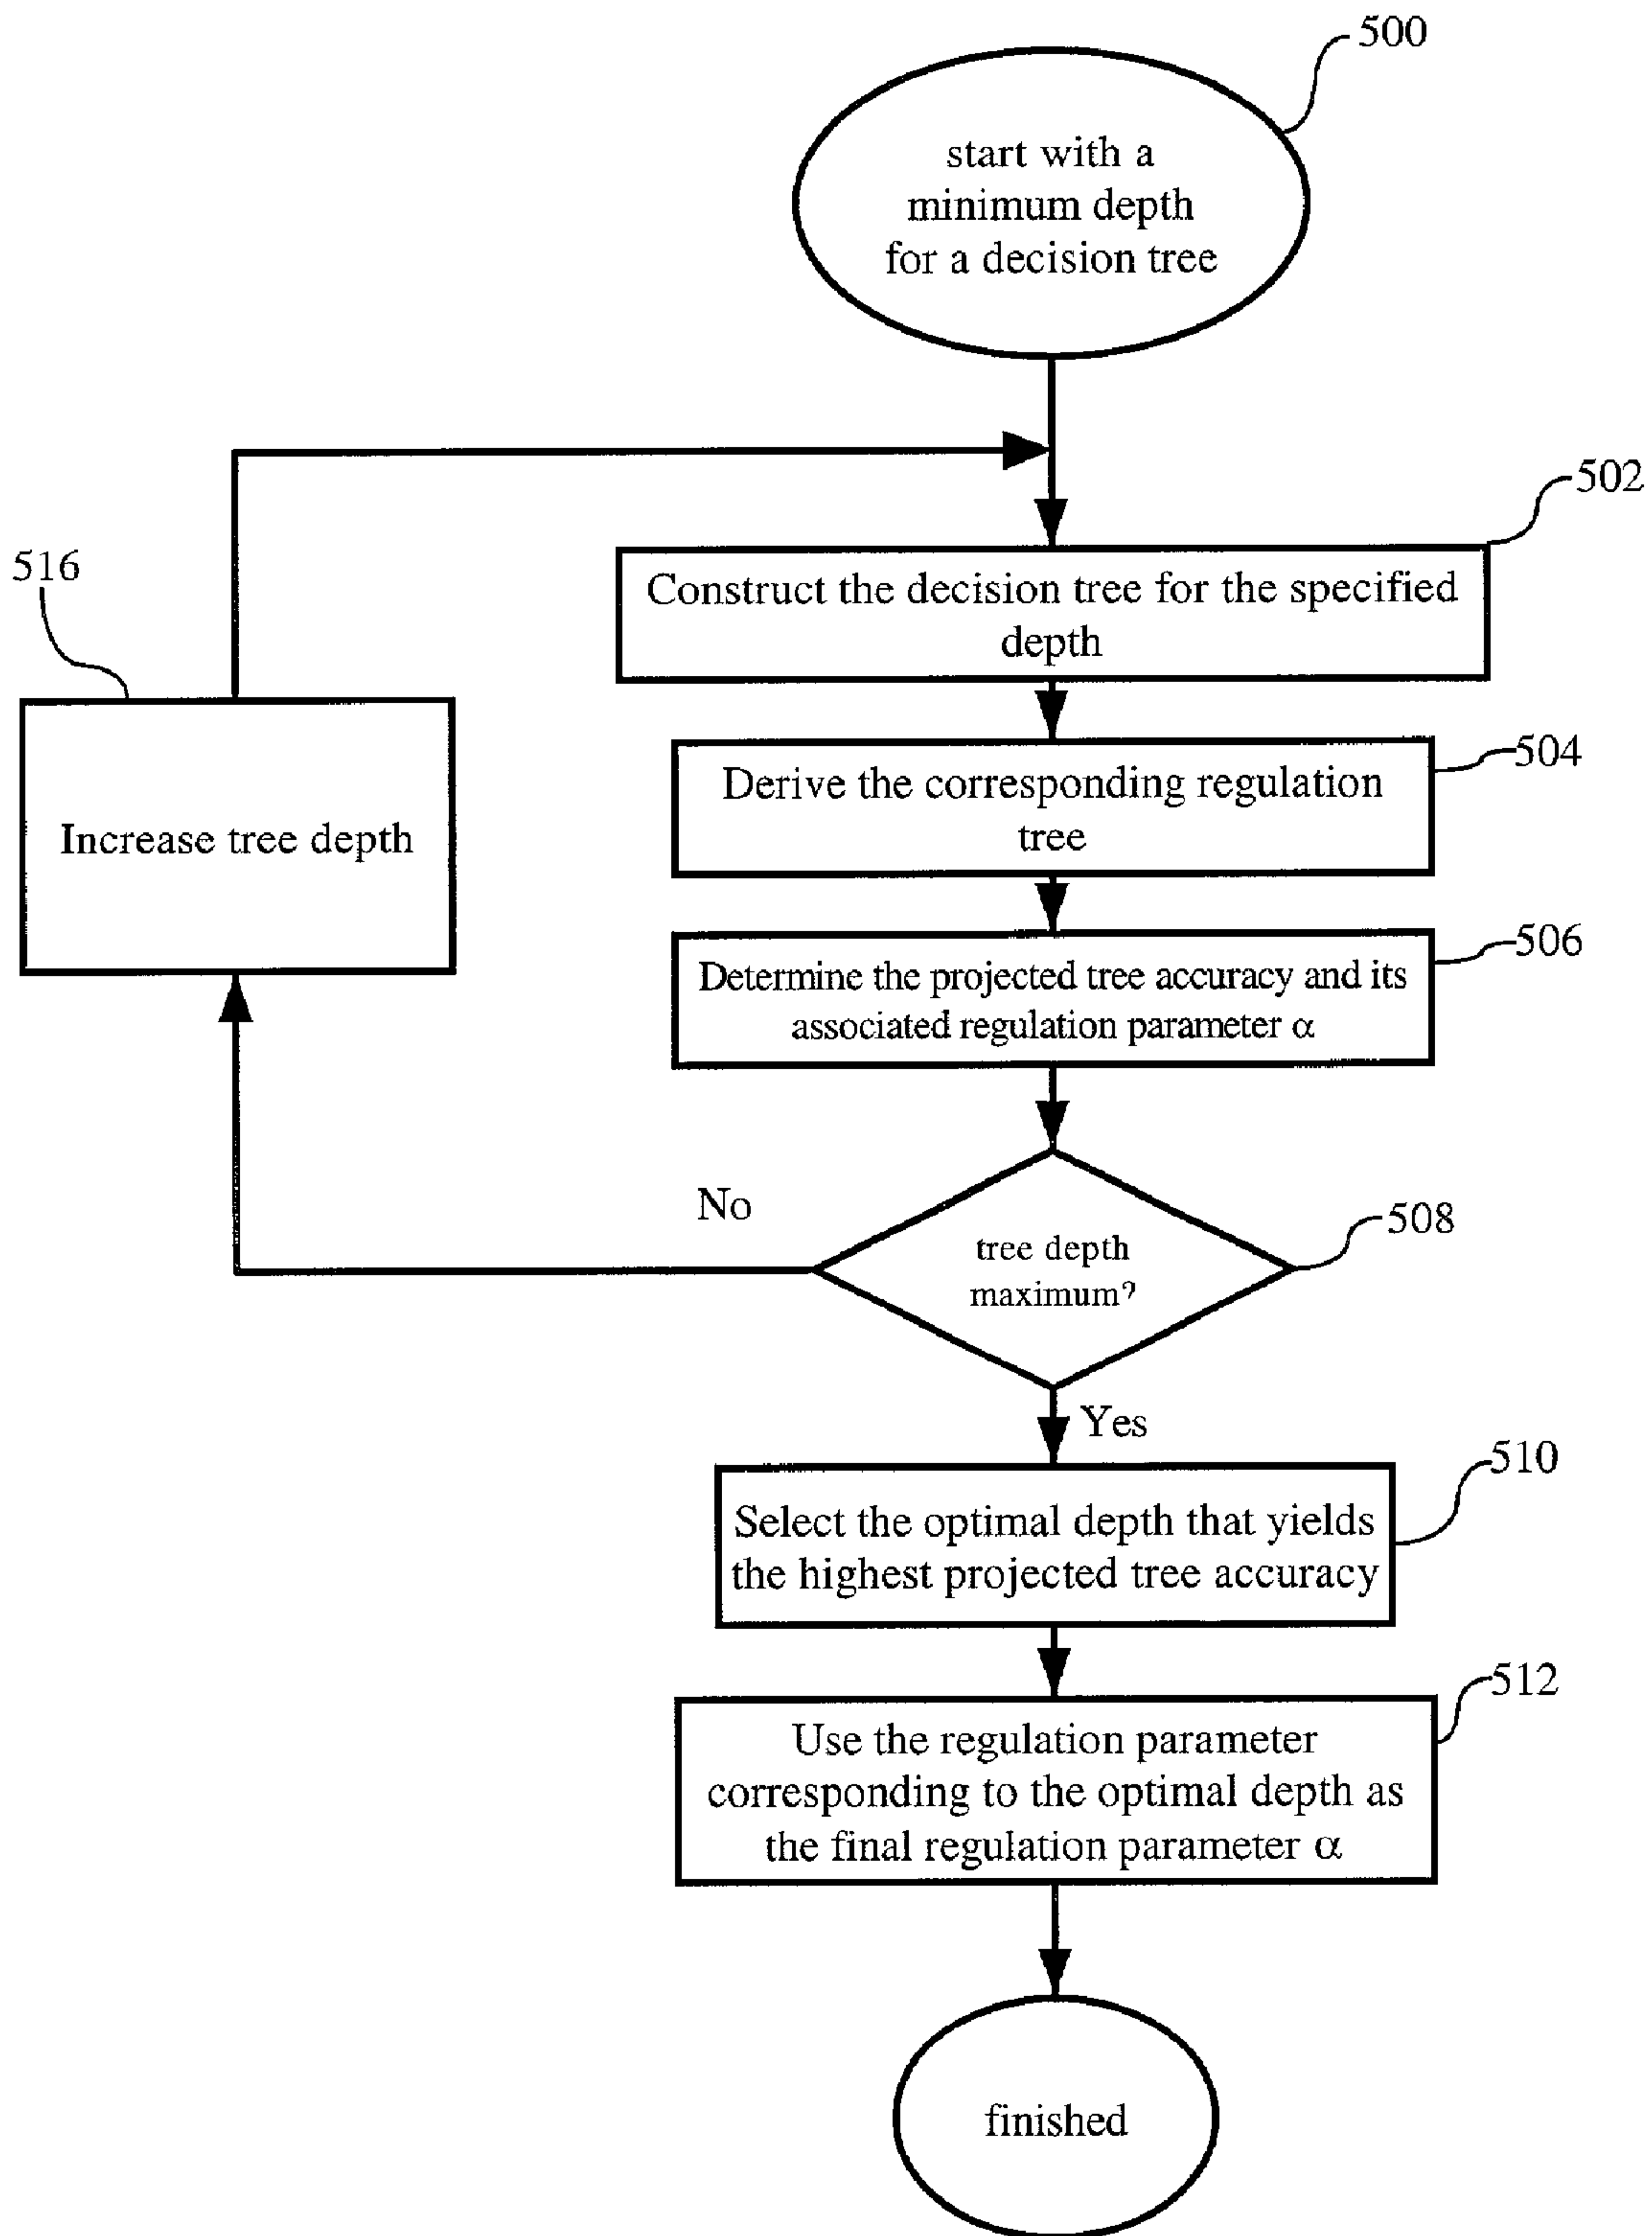 500
start with a
minimum depth
for a decision tree
502
Construct the decision tree for the specified
depth
516
Increase tree depth
504
Derive the corresponding regulation
tree
506
Determine the projected tree accuracy and its
associated regulation parameter α
No
508
tree depth
maximum?
Yes
510
Select the optimal depth that yields
the highest projected tree accuracy
512
Use the regulation parameter
corresponding to the optimal depth as
the final regulation parameter α
finished